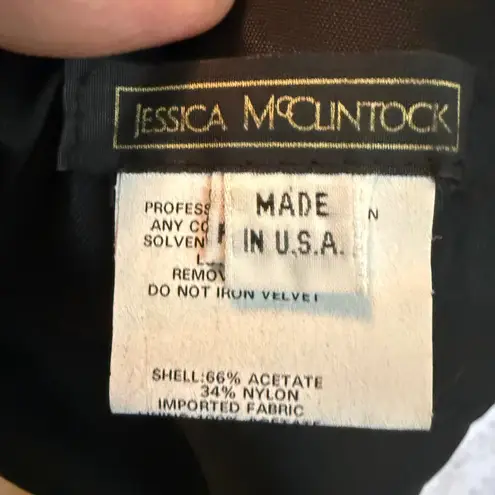 JESSICA McCLINTOCK
MADE
IN U.S.A.
PROFESS N
ANY CO
SOLVEN
REMOV
DO NOT IRON VELVET
SHELL:66% ACETATE
34% NYLON
IMPORTED FABRIC